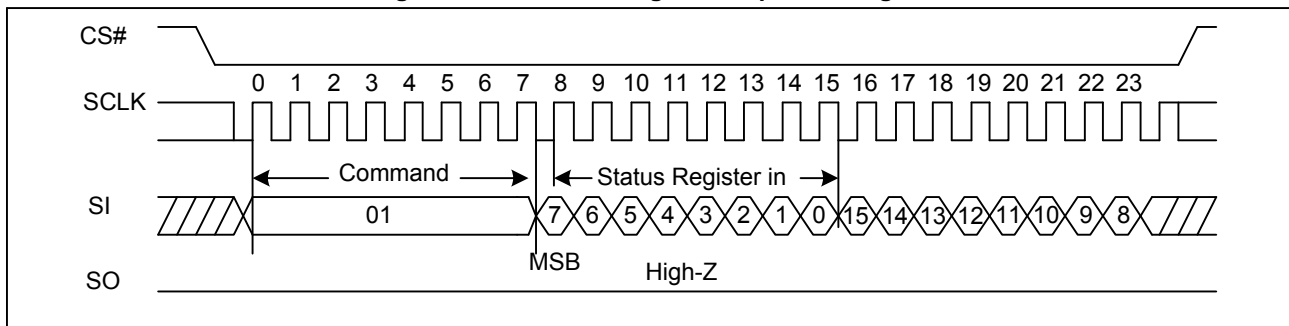 CS#
0 1 2 3 4 5 6 7 8 9 10 11 12 13 14 15 16 17 18 19 20 21 22 23
SCLK
Command Status Register in
SI 01 7 6 5 4 3 2 1 0 15 14 13 12 11 10 9 8
MSB High-Z
SO